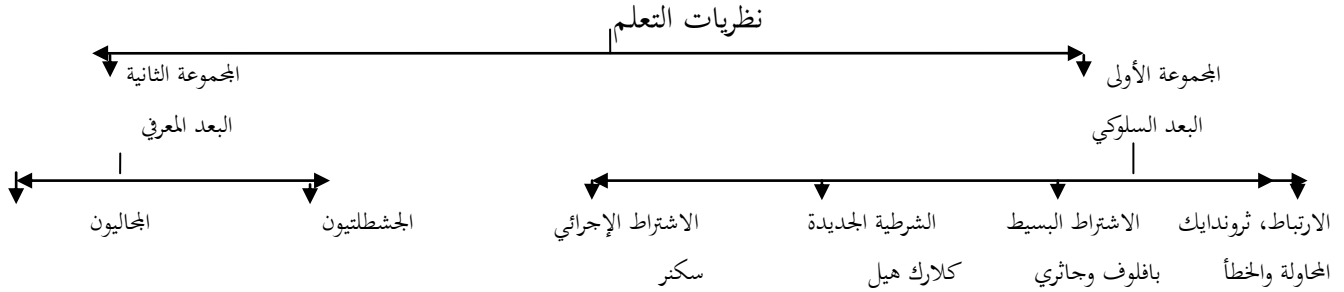 نظريات التعلم
المجموعة الأولى المجموعة الثانية
البعد السلوكي البعد المعرفي
الارتباط، ثروندايك الاشتراط البسيط الشرطية الجديدة الاشتراط الإجرائي الجشطلتيون المجاليون
المحاولة والخطأ بافلوف وجاثري كلارك هيل سكنر